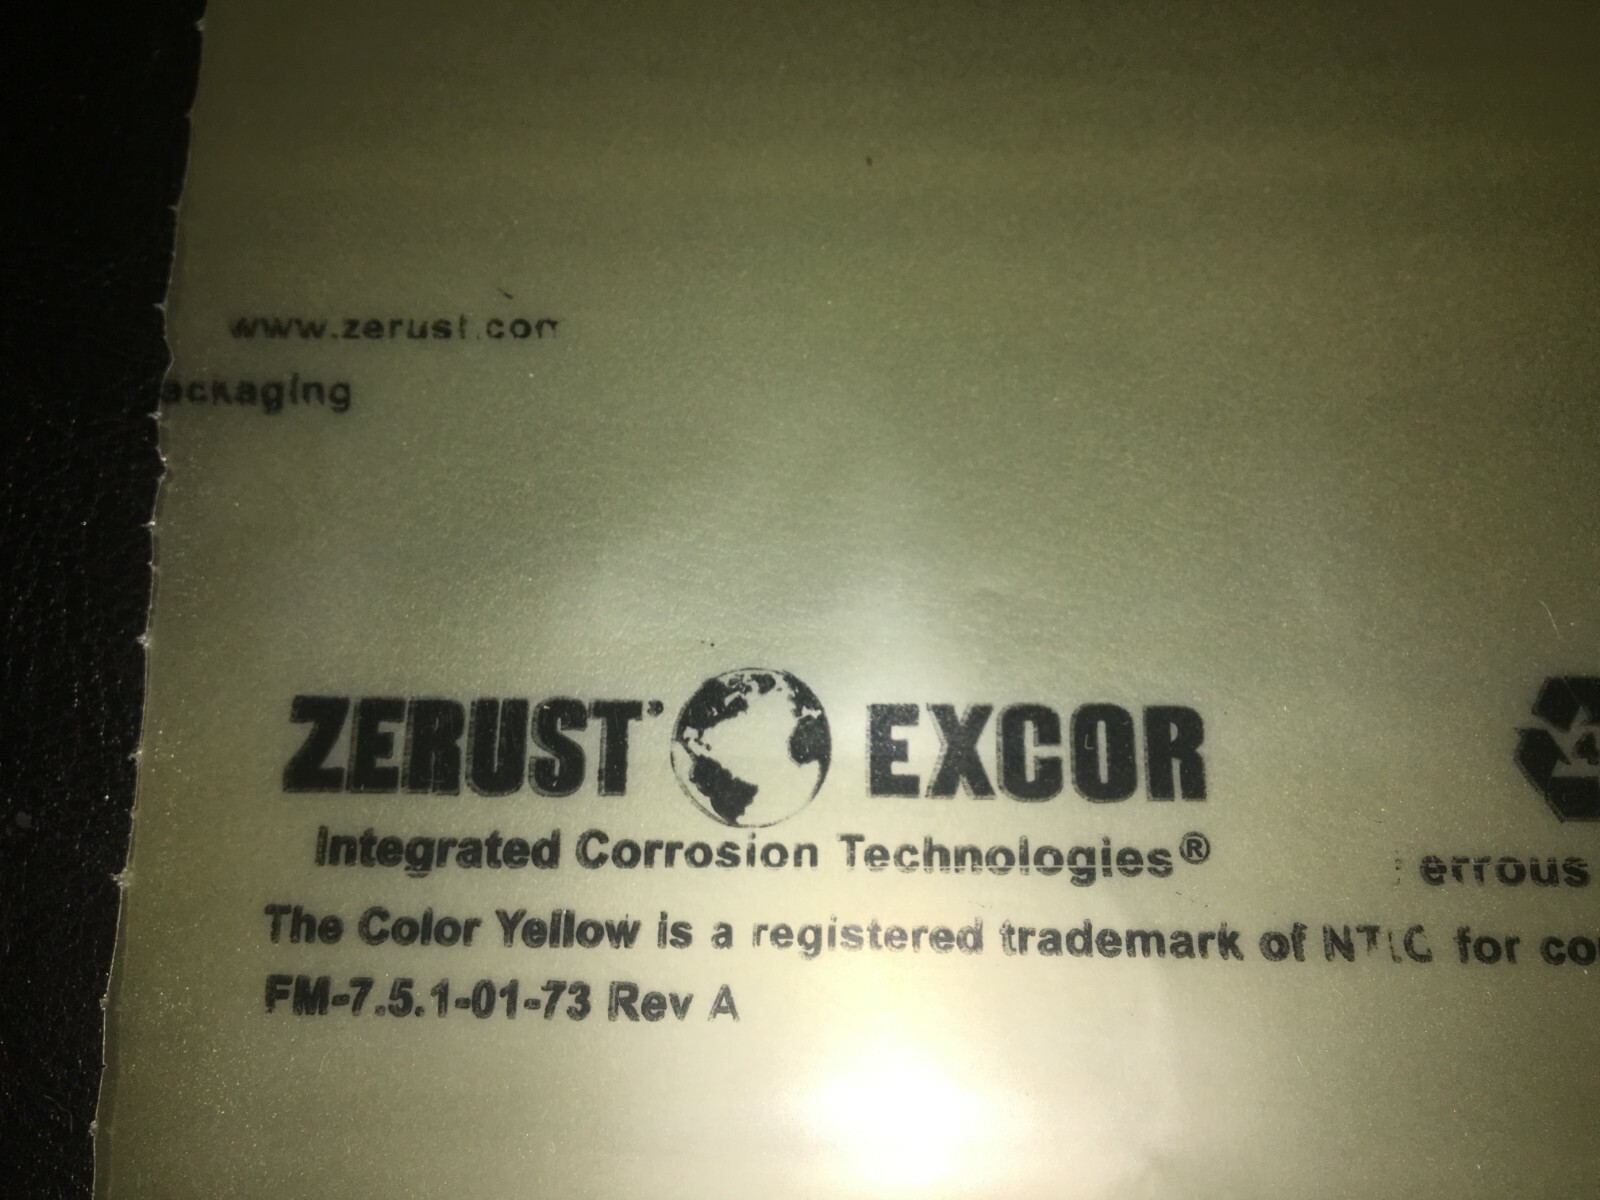 www.zerust.com
ackaging
ZERUST® EXCOR
4
Integrated Corrosion Technologies®
errous
The Color Yellow is a registered trademark of NTIC for co
FM-7.5.1-01-73 Rev A